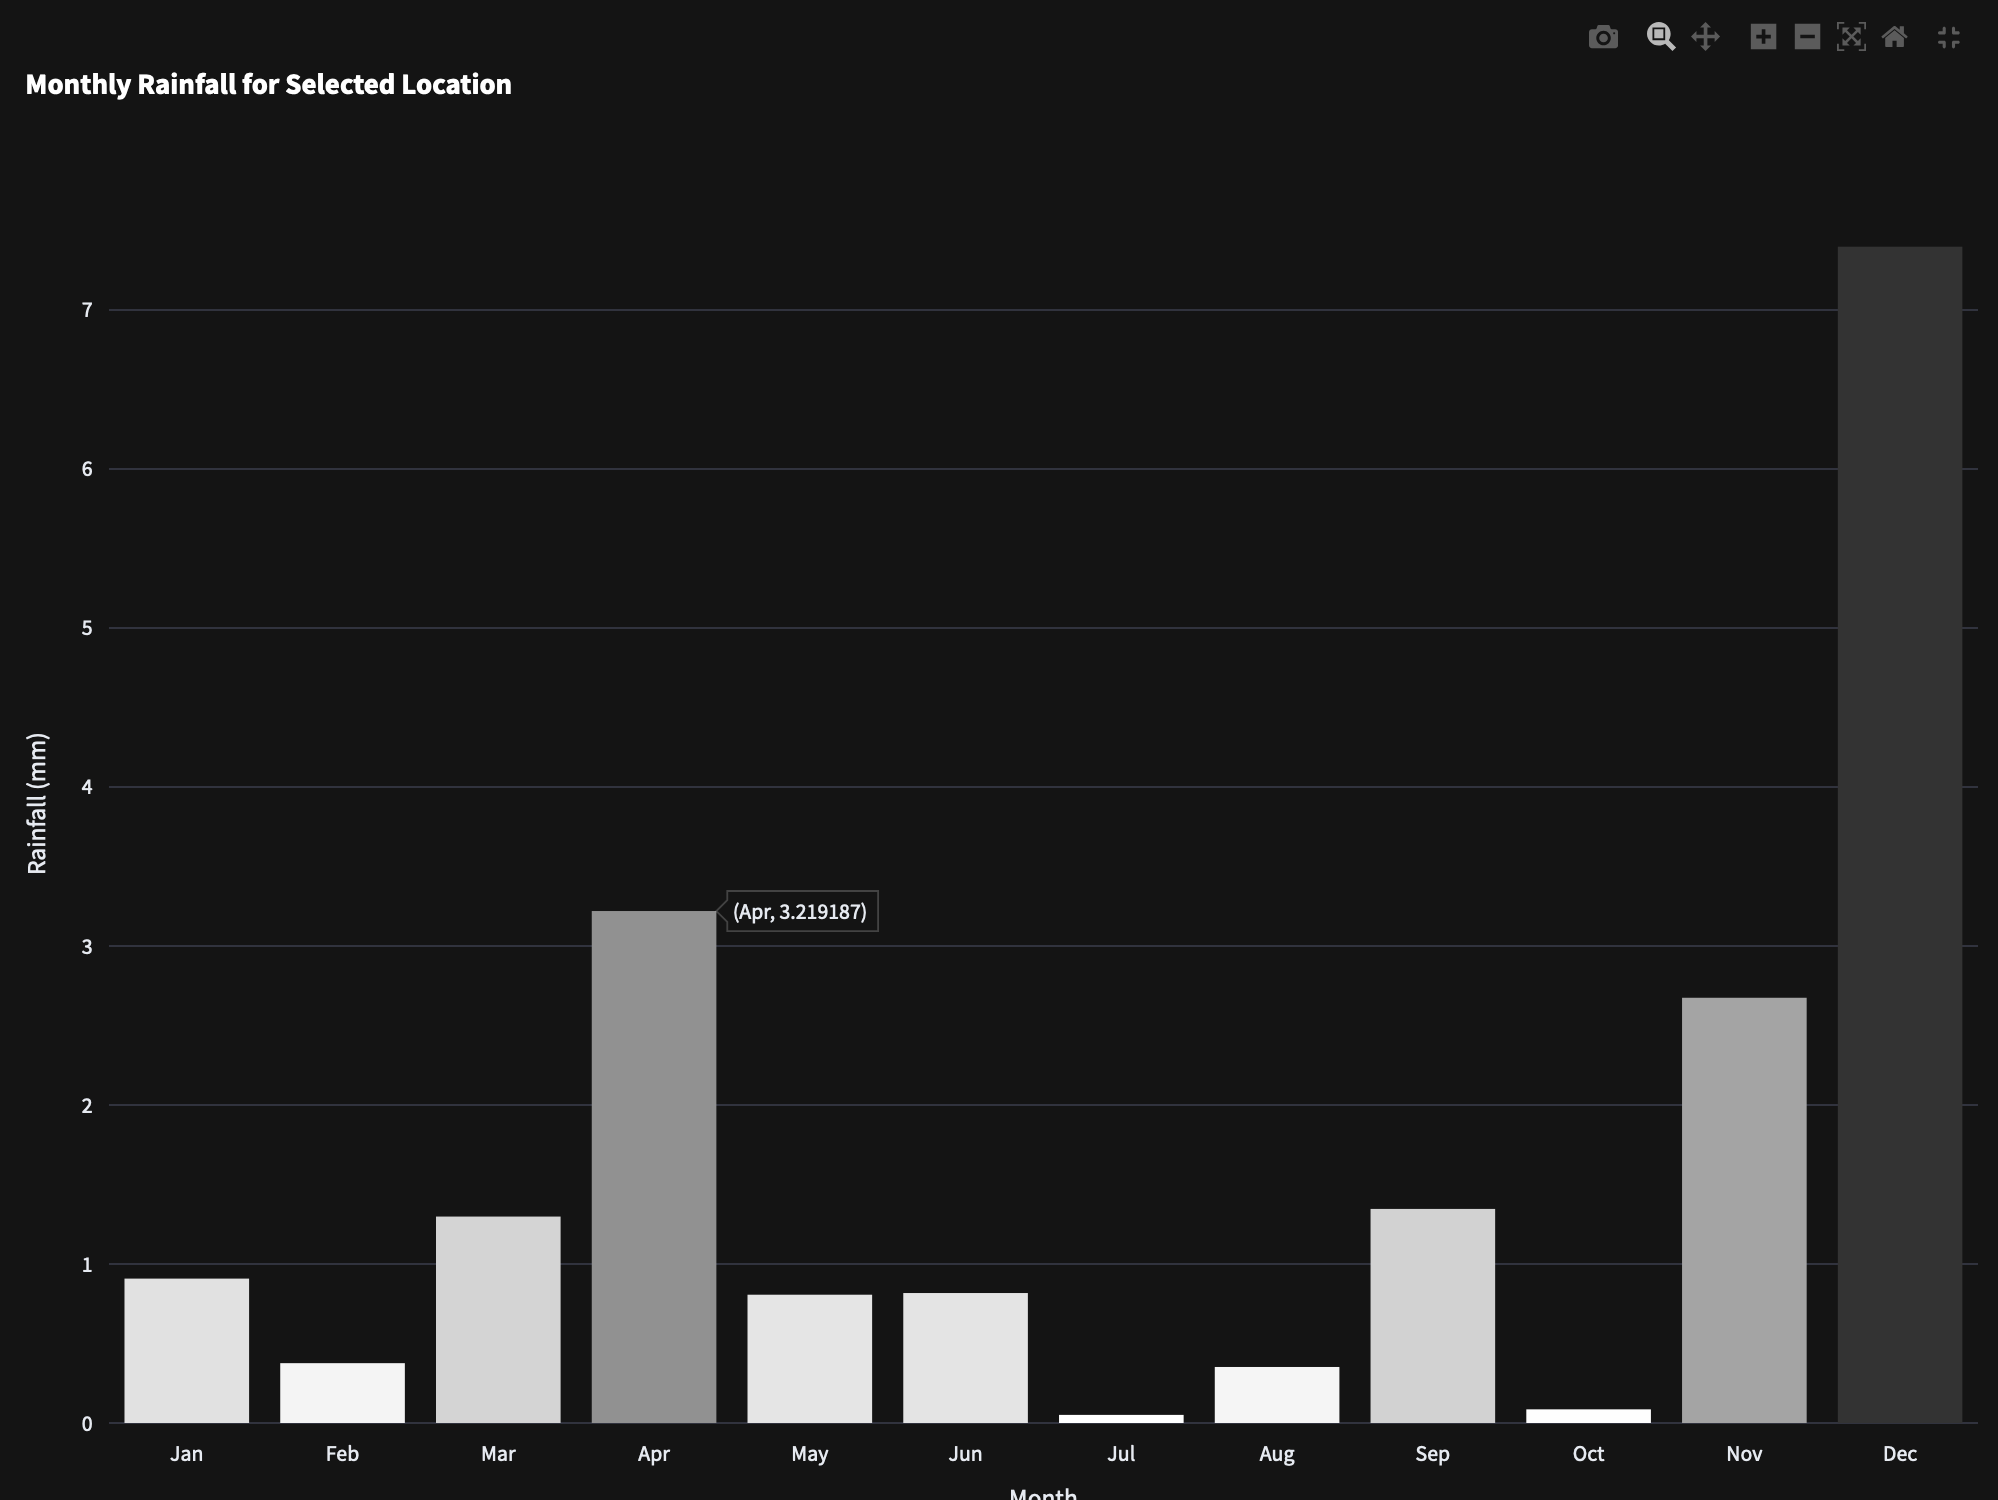 Monthly Rainfall for Selected Location
7
6
5
4
3
2
1
0
Rainfall (mm)
(Apr, 3.219187)
Jan Feb Mar Apr May Jun Jul Aug Sep Oct Nov Dec
Month